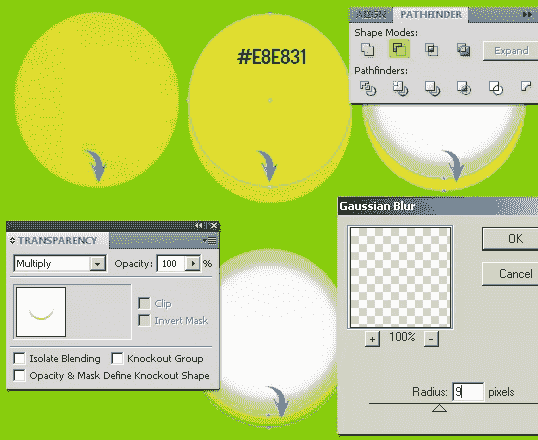 #E8E831
ALIGN PATHFINDER
Shape Modes:
Expand
Pathfinders:
TRANSPARENCY
Multiply Opacity: 100 %
Clip
Invert Mask
Isolate Blending Knockout Group
Opacity & Mask Define Knockout Shape
Gaussian Blur
OK
Cancel
100%
Radius: 9 pixels